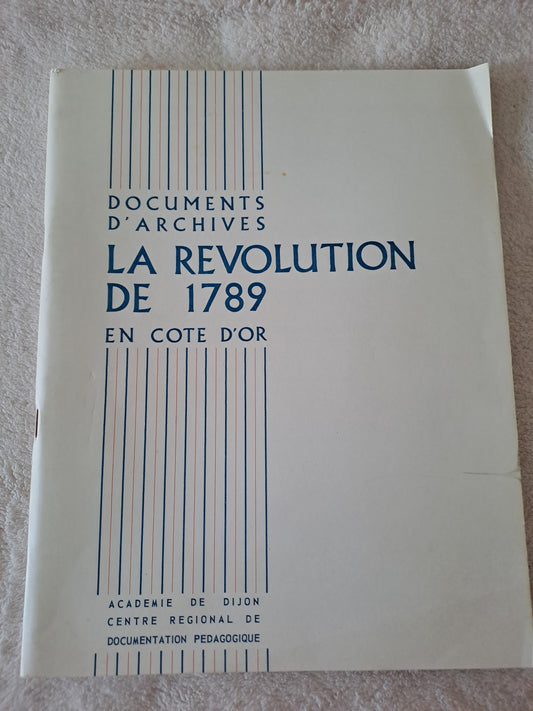 DOCUMENTS
D'ARCHIVES
LA REVOLUTION
DE 1789
EN COTE D'OR
ACADEMIE DE DIJON
CENTRE REGIONAL DE
DOCUMENTATION PEDAGOGIQUE